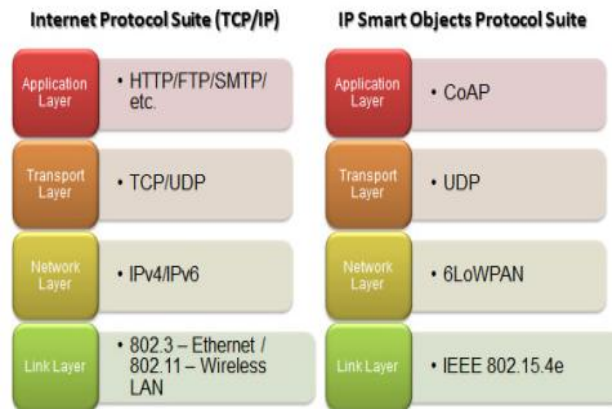 Internet Protocol Suite (TCP/IP)
Application
Layer
• HTTP/FTP/SMTP/
etc.
Transport
Layer
• TCP/UDP
Network
Layer
• IPv4/IPv6
Link Layer
• 802.3 – Ethernet /
802.11 – Wireless
LAN
IP Smart Objects Protocol Suite
Application
Layer
• CoAP
Transport
Layer
• UDP
Network
Layer
• 6LoWPAN
Link Layer
• IEEE 802.15.4e